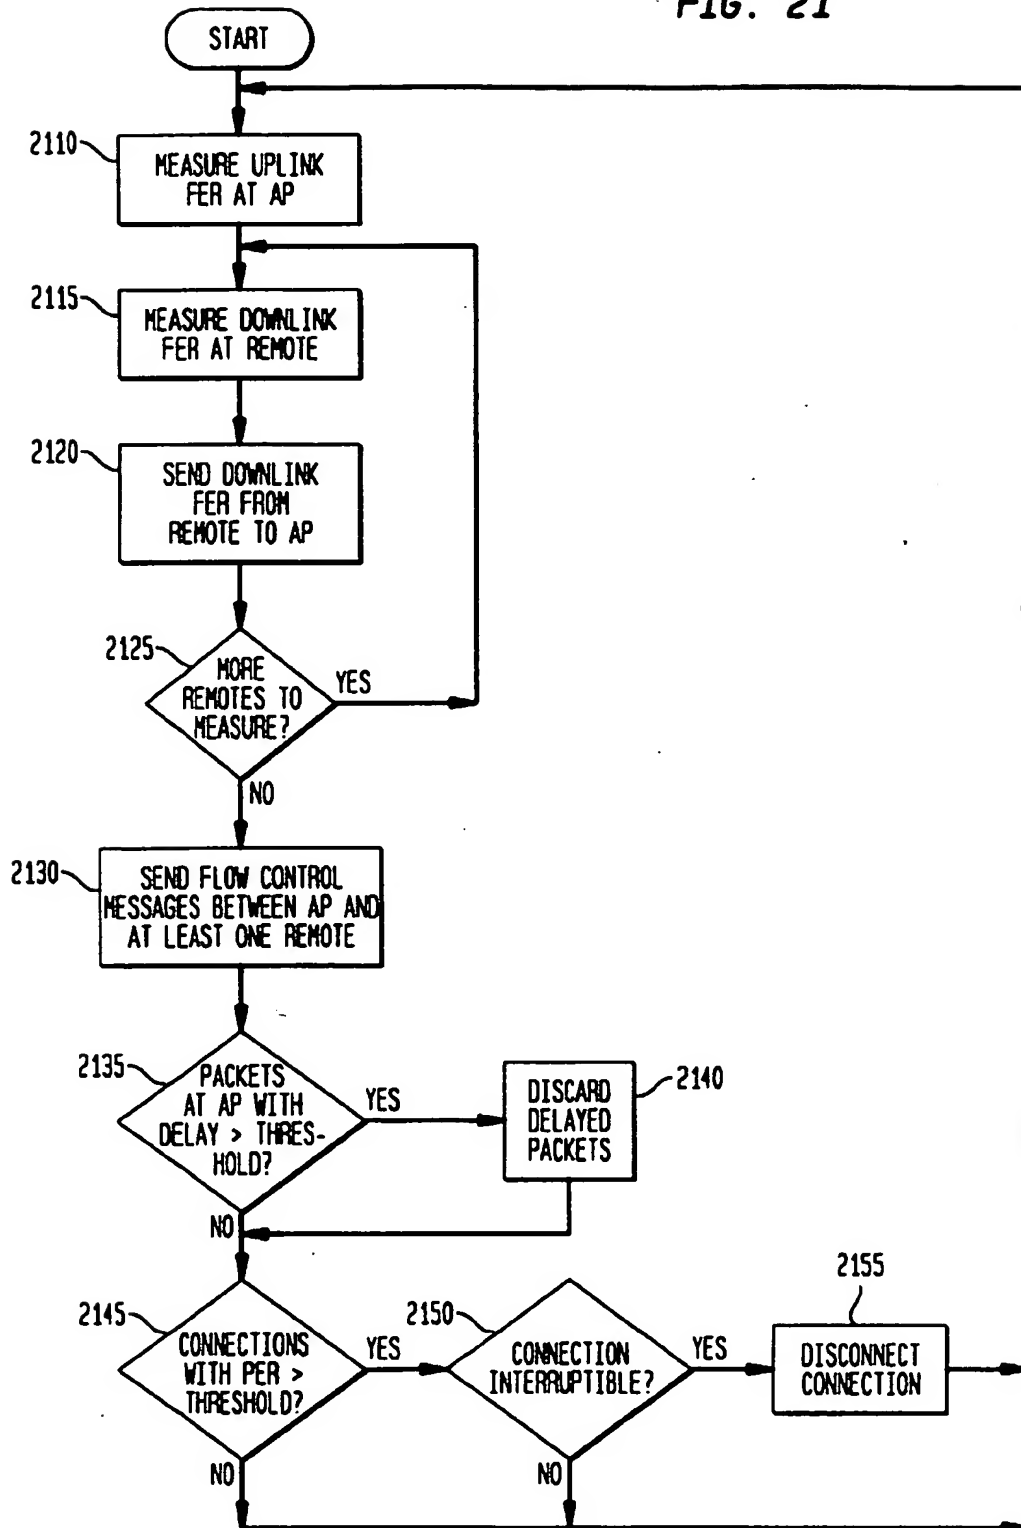 FIG. 21
START
2110
MEASURE UPLINK
FER AT AP
2115
MEASURE DOWNLINK
FER AT REMOTE
2120
SEND DOWNLINK
FER FROM
REMOTE TO AP
2125
MORE
REMOTES TO
MEASURE?
YES
NO
2130
SEND FLOW CONTROL
MESSAGES BETWEEN AP AND
AT LEAST ONE REMOTE
2135
PACKETS
AT AP WITH
DELAY > THRES-
HOLD?
YES
2140
DISCARD
DELAYED
PACKETS
NO
2145
CONNECTIONS
WITH PER >
THRESHOLD?
YES
2150
CONNECTION
INTERRUPTIBLE?
YES
2155
DISCONNECT
CONNECTION
NO
NO